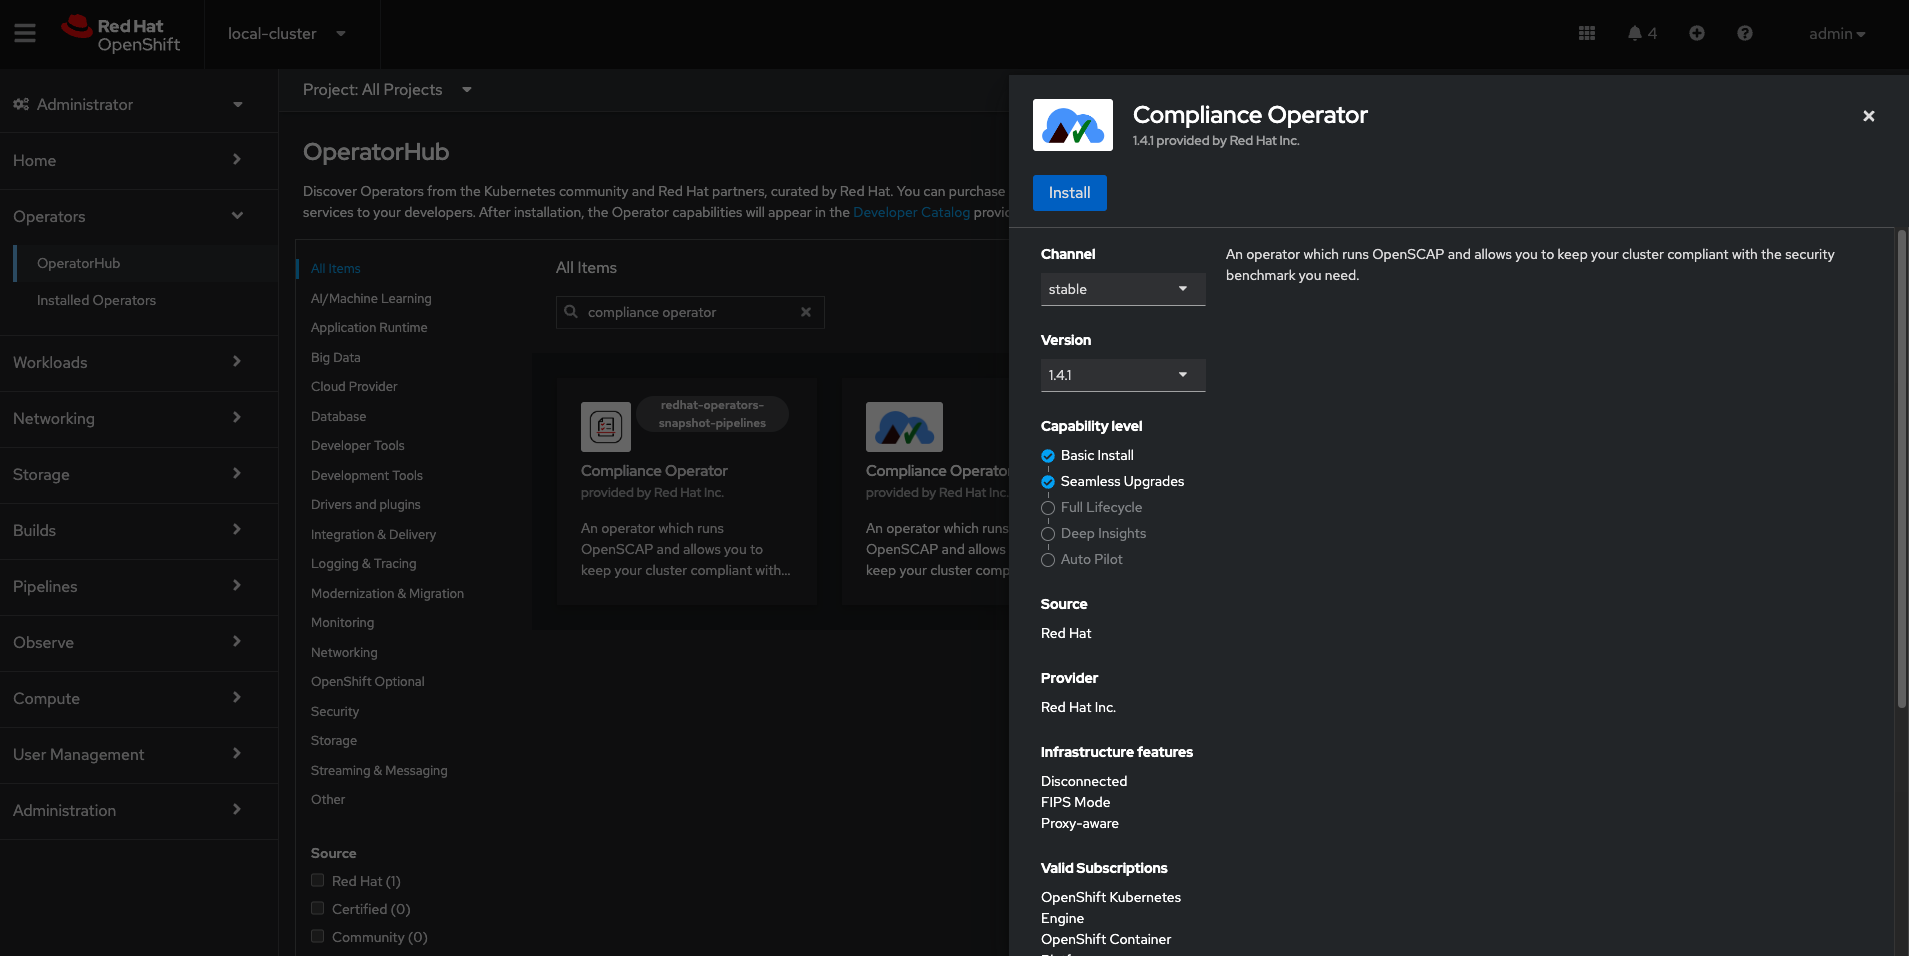 Red Hat
OpenShift
local-cluster
4
admin
Administrator
Home
Operators
OperatorHub
Installed Operators
Workloads
Networking
Storage
Builds
Pipelines
Observe
Compute
User Management
Administration
Project: All Projects
OperatorHub
Discover Operators from the Kubernetes community and Red Hat partners, curated by Red Hat. You can purchase
services to your developers. After installation, the Operator capabilities will appear in the Developer Catalog
All Items
AI/Machine Learning
Application Runtime
Big Data
Cloud Provider
Database
Developer Tools
Development Tools
Drivers and plugins
Integration & Delivery
Logging & Tracing
Modernization & Migration
Monitoring
Networking
OpenShift Optional
Security
Storage
Streaming & Messaging
Other
Source
Red Hat (1)
Certified (0)
Community (0)
All Items
compliance operator
redhat-operators-
snapshot-pipelines
Compliance Operator
provided by Red Hat Inc.
An operator which runs
OpenSCAP and allows you to
keep your cluster compliant with...
Compliance Operator
provided by Red Hat Inc.
An operator which runs
OpenSCAP and allows
keep your cluster comp
Compliance Operator
1.4.1 provided by Red Hat Inc.
Install
Channel
stable
Version
1.4.1
Capability level
Basic Install
Seamless Upgrades
Full Lifecycle
Deep Insights
Auto Pilot
Source
Red Hat
Provider
Red Hat Inc.
Infrastructure features
Disconnected
FIPS Mode
Proxy-aware
Valid Subscriptions
OpenShift Kubernetes
Engine
OpenShift Container
An operator which runs OpenSCAP and allows you to keep your cluster compliant with the security
benchmark you need.